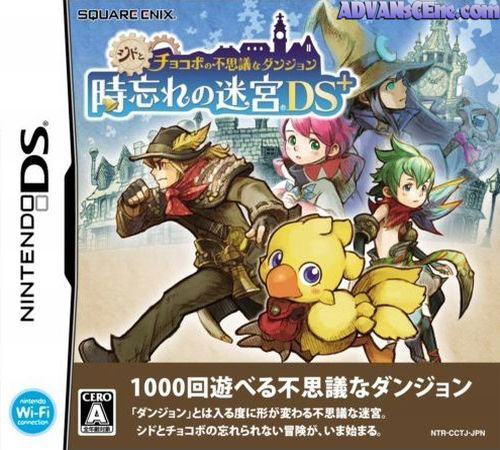 SQUARE ENIX.
ADVANsCEne.com
シドと
チョコボの不思議なダンジョン
時忘れの迷宮DS+
NINTENDO DS
1000回遊べる不思議なダンジョン
「ダンジョン」とは入る度に形が変わる不思議な迷宮。
シドとチョコボの忘れられない冒険が、いま始まる。
nintendo
Wi-Fi
connection
CERO
A
全年齢対象
NTR-CCTJ-JPN